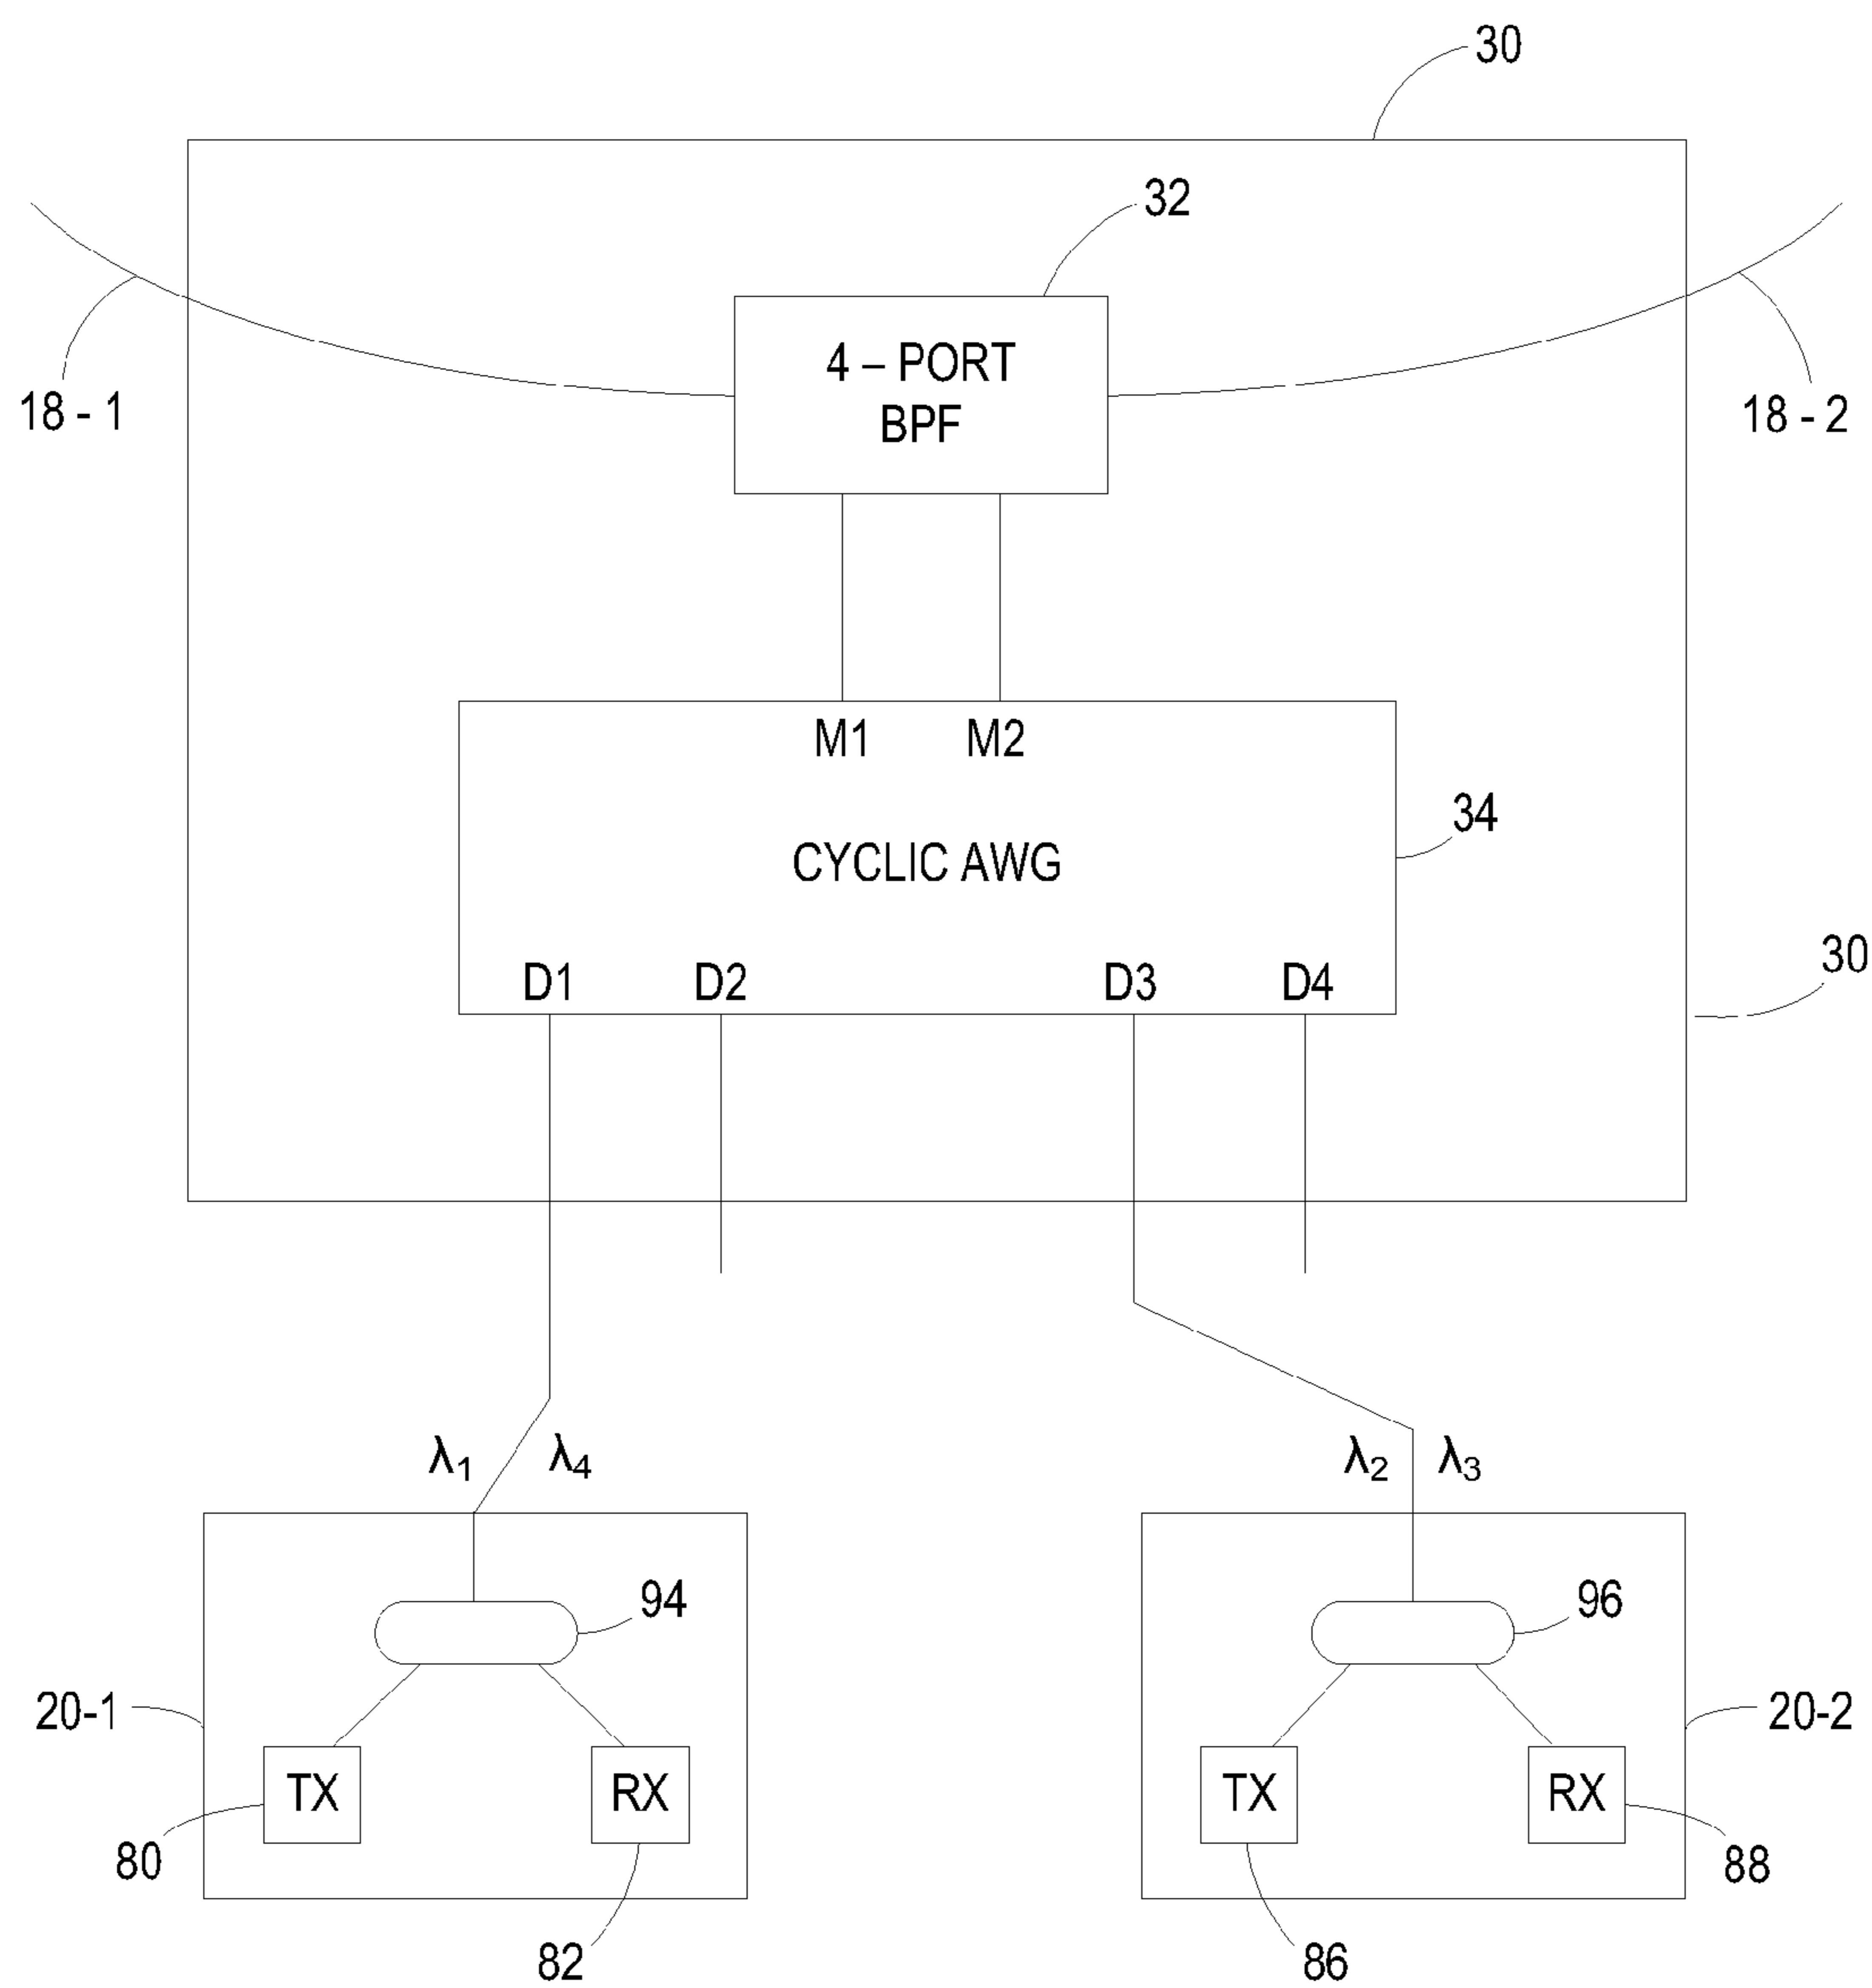 30
32
4 – PORT
BPF
18 - 1
18 - 2
M1 M2
34
CYCLIC AWG
30
D1 D2 D3 D4
λ1 λ4 λ2 λ3
94 96
20-1 20-2
TX RX TX RX
80 88
82 86